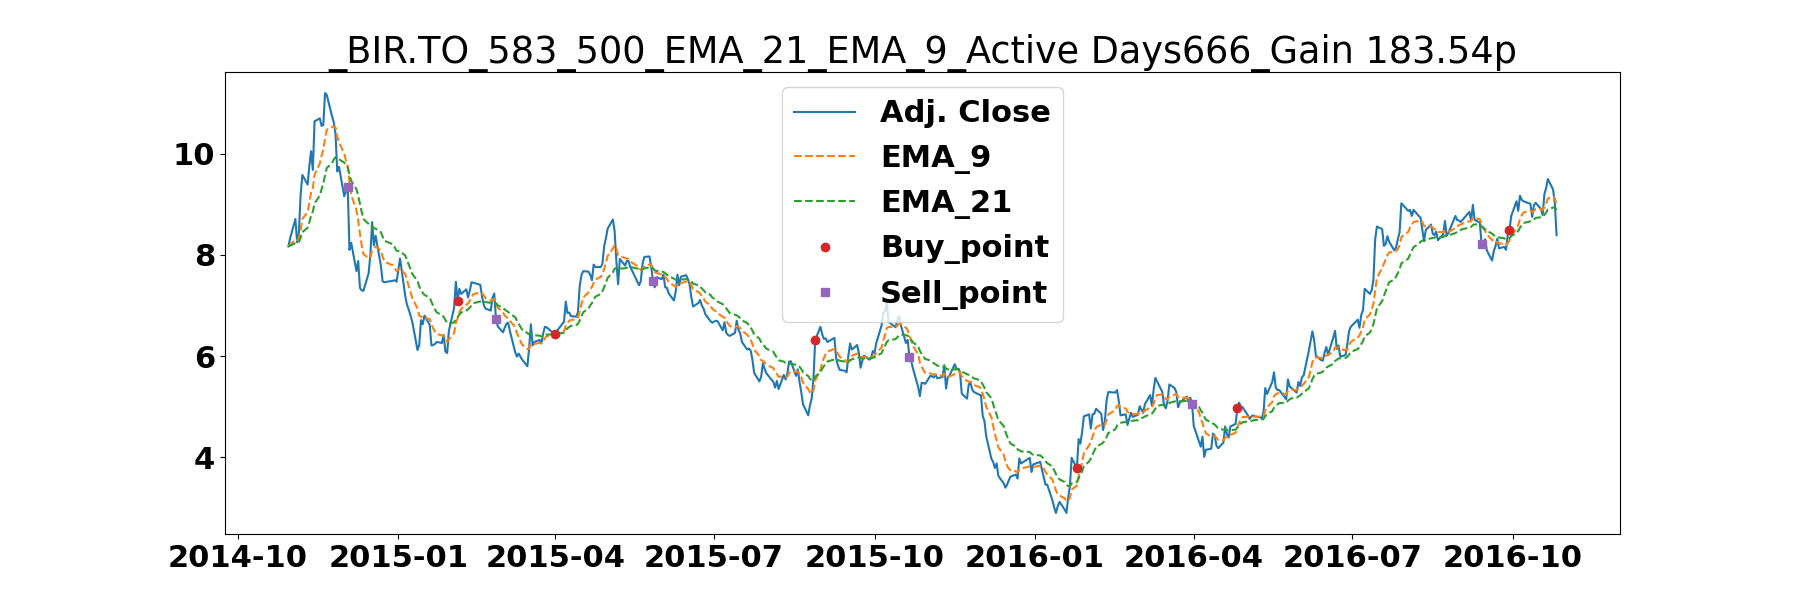 _BIR.TO_583_500_EMA_21_EMA_9_Active Days666_Gain 183.54p
Adj. Close
EMA_9
EMA_21
Buy_point
Sell_point
10
8
6
4
2014-10 2015-01 2015-04 2015-07 2015-10 2016-01 2016-04 2016-07 2016-10